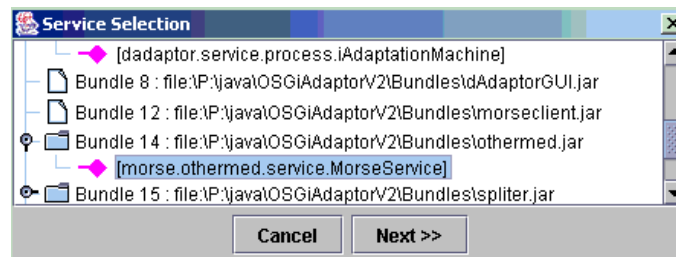 Service Selection
[dadaptor.service.process.iAdaptationMachine]
Bundle 8 : file:\P:\java\OSGiAdaptorV2\Bundles\dAdaptorGUI.jar
Bundle 12 : file:\P:\java\OSGiAdaptorV2\Bundles\morseclient.jar
Bundle 14 : file:\P:\java\OSGiAdaptorV2\Bundles\othermed.jar
[morse.othermed.service.MorseService]
Bundle 15 : file:\P:\java\OSGiAdaptorV2\Bundles\spliter.jar
Cancel Next >>